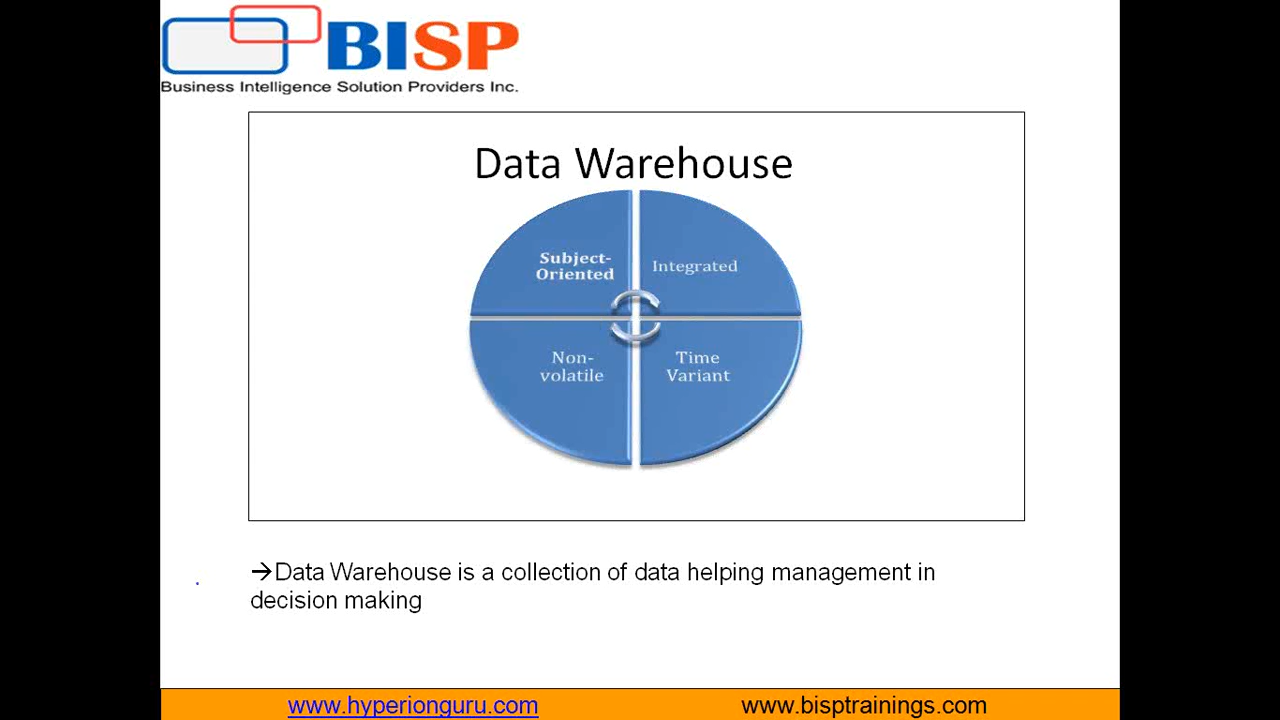 BISP
Business Intelligence Solution Providers Inc.
Data Warehouse
Subject-
Oriented
Integrated
Non-
volatile
Time
Variant
→Data Warehouse is a collection of data helping management in
decision making
www.hyperionguru.com
www.bisptrainings.com